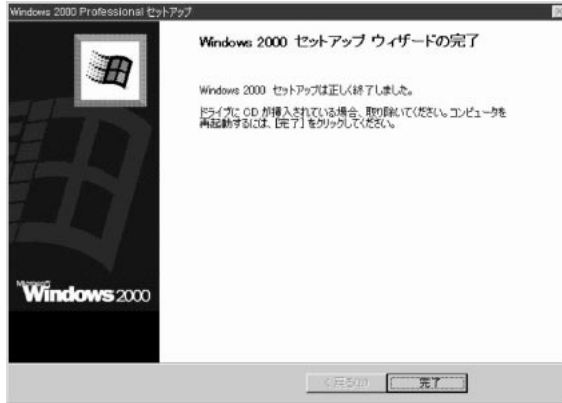 Windows 2000 Professional セットアップ
Windows 2000 セットアップ ウィザードの完了
Windows 2000 セットアップは正しく終了しました。
ドライブに CD が挿入されている場合、取り除いてください。コンピュータを
再起動するには、[完了] をクリックしてください。
Microsoft
Windows 2000
< 戻る(B)
完了